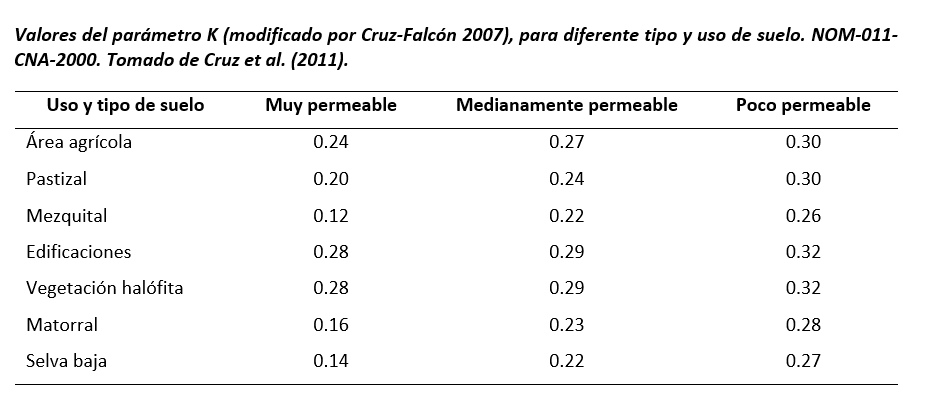 Valores del parámetro K (modificado por Cruz-Falcón 2007), para diferente tipo y uso de suelo. NOM-011-
CNA-2000. Tomado de Cruz et al. (2011).
Uso y tipo de suelo Muy permeable Medianamente permeable Poco permeable
Área agrícola 0.24 0.27 0.30
Pastizal 0.20 0.24 0.30
Mezquital 0.12 0.22 0.26
Edificaciones 0.28 0.29 0.32
Vegetación halófita 0.28 0.29 0.32
Matorral 0.16 0.23 0.28
Selva baja 0.14 0.22 0.27